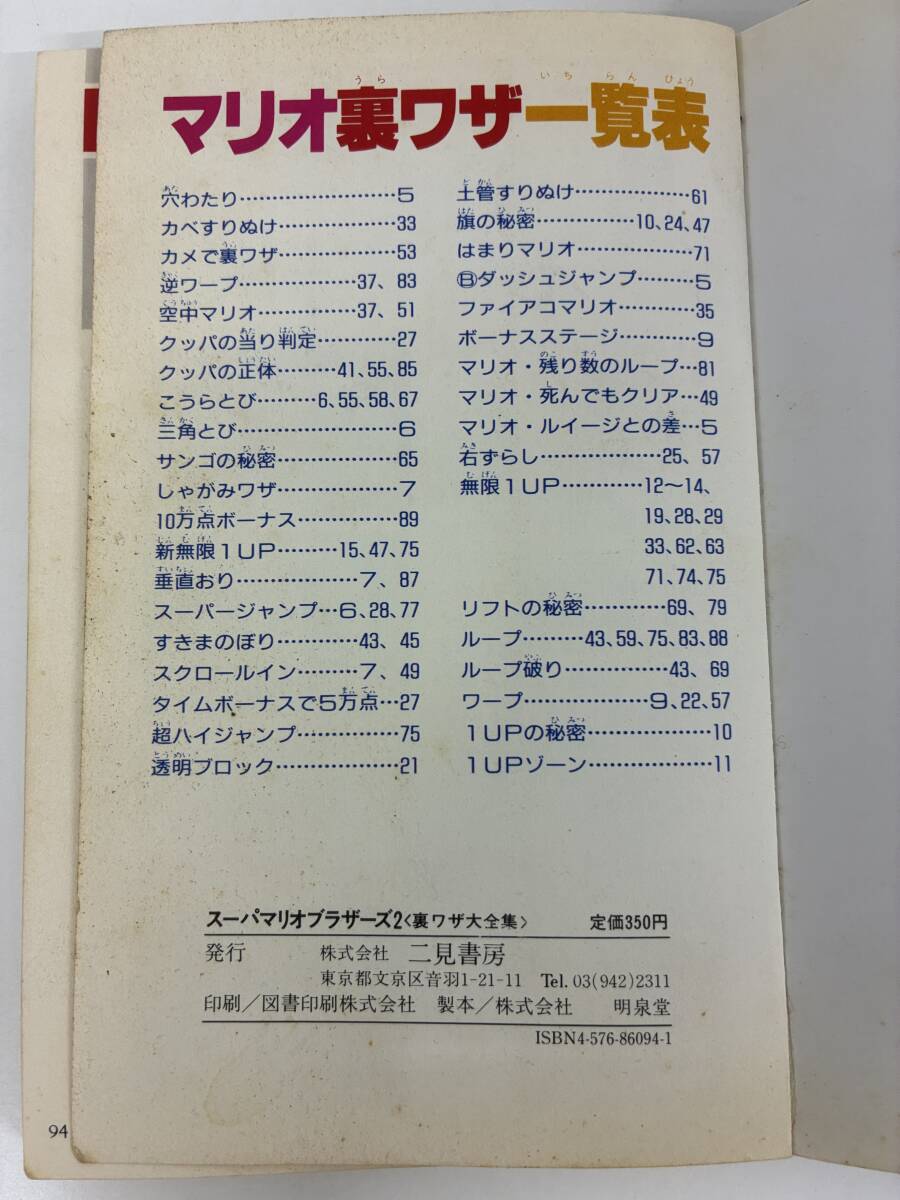 マリオ裏ワザ一覧表
穴わたり……………………5
カベすりぬけ……………33
カメで裏ワザ……………53
逆ワープ……………37、83
空中マリオ…………37、51
クッパの当り判定…………27
クッパの正体………41、55、85
こうらとび………6、55、58、67
三角とび……………………6
サンゴの秘密……………65
しゃがみワザ……………7
10万点ボーナス…………89
新無限1UP………15、47、75
垂直おり……………7、87
スーパージャンプ…6、28、77
すきまのぼり…………43、45
スクロールイン…………7、49
タイムボーナスで5万点…27
超ハイジャンプ…………75
透明ブロック……………21
土管すりぬけ……………61
旗の秘密……………10、24、47
はまりマリオ……………71
Ⓑダッシュジャンプ………5
ファイアコマリオ…………35
ボーナスステージ…………9
マリオ・残り数のループ…81
マリオ・死んでもクリア…49
マリオ・ルイージとの差…5
右ずらし………………25、57
無限1UP…………12〜14、
19、28、29
33、62、63
71、74、75
リフトの秘密…………69、79
ループ………43、59、75、83、88
ループ破り……………43、69
ワープ………………9、22、57
1UPの秘密………………10
1UPゾーン………………11
スーパマリオブラザーズ2〈裏ワザ大全集〉 定価350円
発行 株式会社 二見書房
東京都文京区音羽1-21-11 Tel. 03(942)2311
印刷／図書印刷株式会社 製本／株式会社 明泉堂
ISBN4-576-86094-1
94